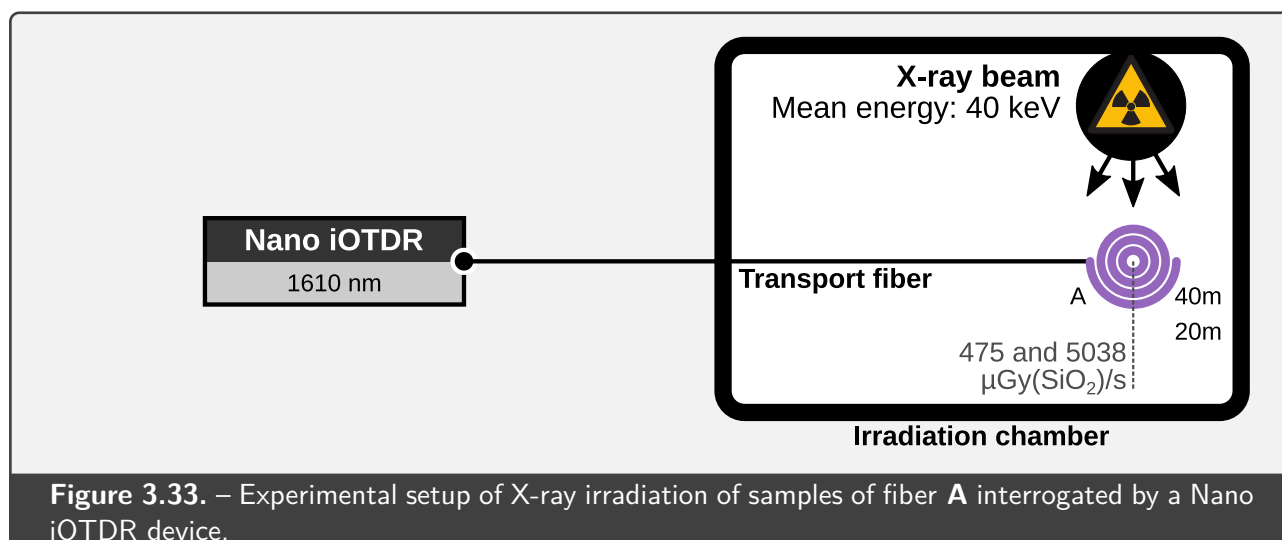 X-ray beam
Mean energy: 40 keV
Nano iOTDR
1610 nm
Transport fiber
A
40m
20m
475 and 5038
µGy(SiO₂)/s
Irradiation chamber
Figure 3.33. – Experimental setup of X-ray irradiation of samples of fiber A interrogated by a Nano
iOTDR device.